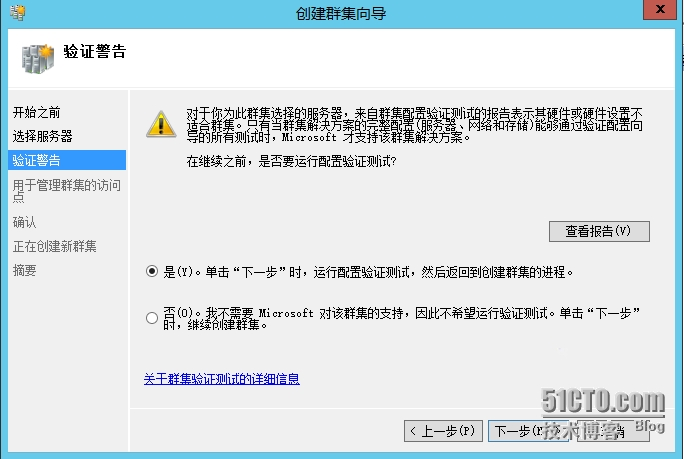 创建群集向导
x
验证警告
开始之前
选择服务器
验证警告
用于管理群集的访问
点
确认
正在创建新群集
摘要
对于你为此群集选择的服务器，来自群集配置验证测试的报告表示其硬件或硬件设置不
适合群集。只有当群集解决方案的完整配置(服务器、网络和存储)能够通过验证配置向
导的所有测试时，Microsoft 才支持该群集解决方案。
在继续之前，是否要运行配置验证测试?
查看报告(V)
是(Y)。单击“下一步”时，运行配置验证测试，然后返回到创建群集的进程。
否(O)。我不需要 Microsoft 对该群集的支持，因此不希望运行验证测试。单击“下一步”
时，继续创建群集。
关于群集验证测试的详细信息
< 上一步(P)
下一步(
消
51CTO.com
技术博客 Blog